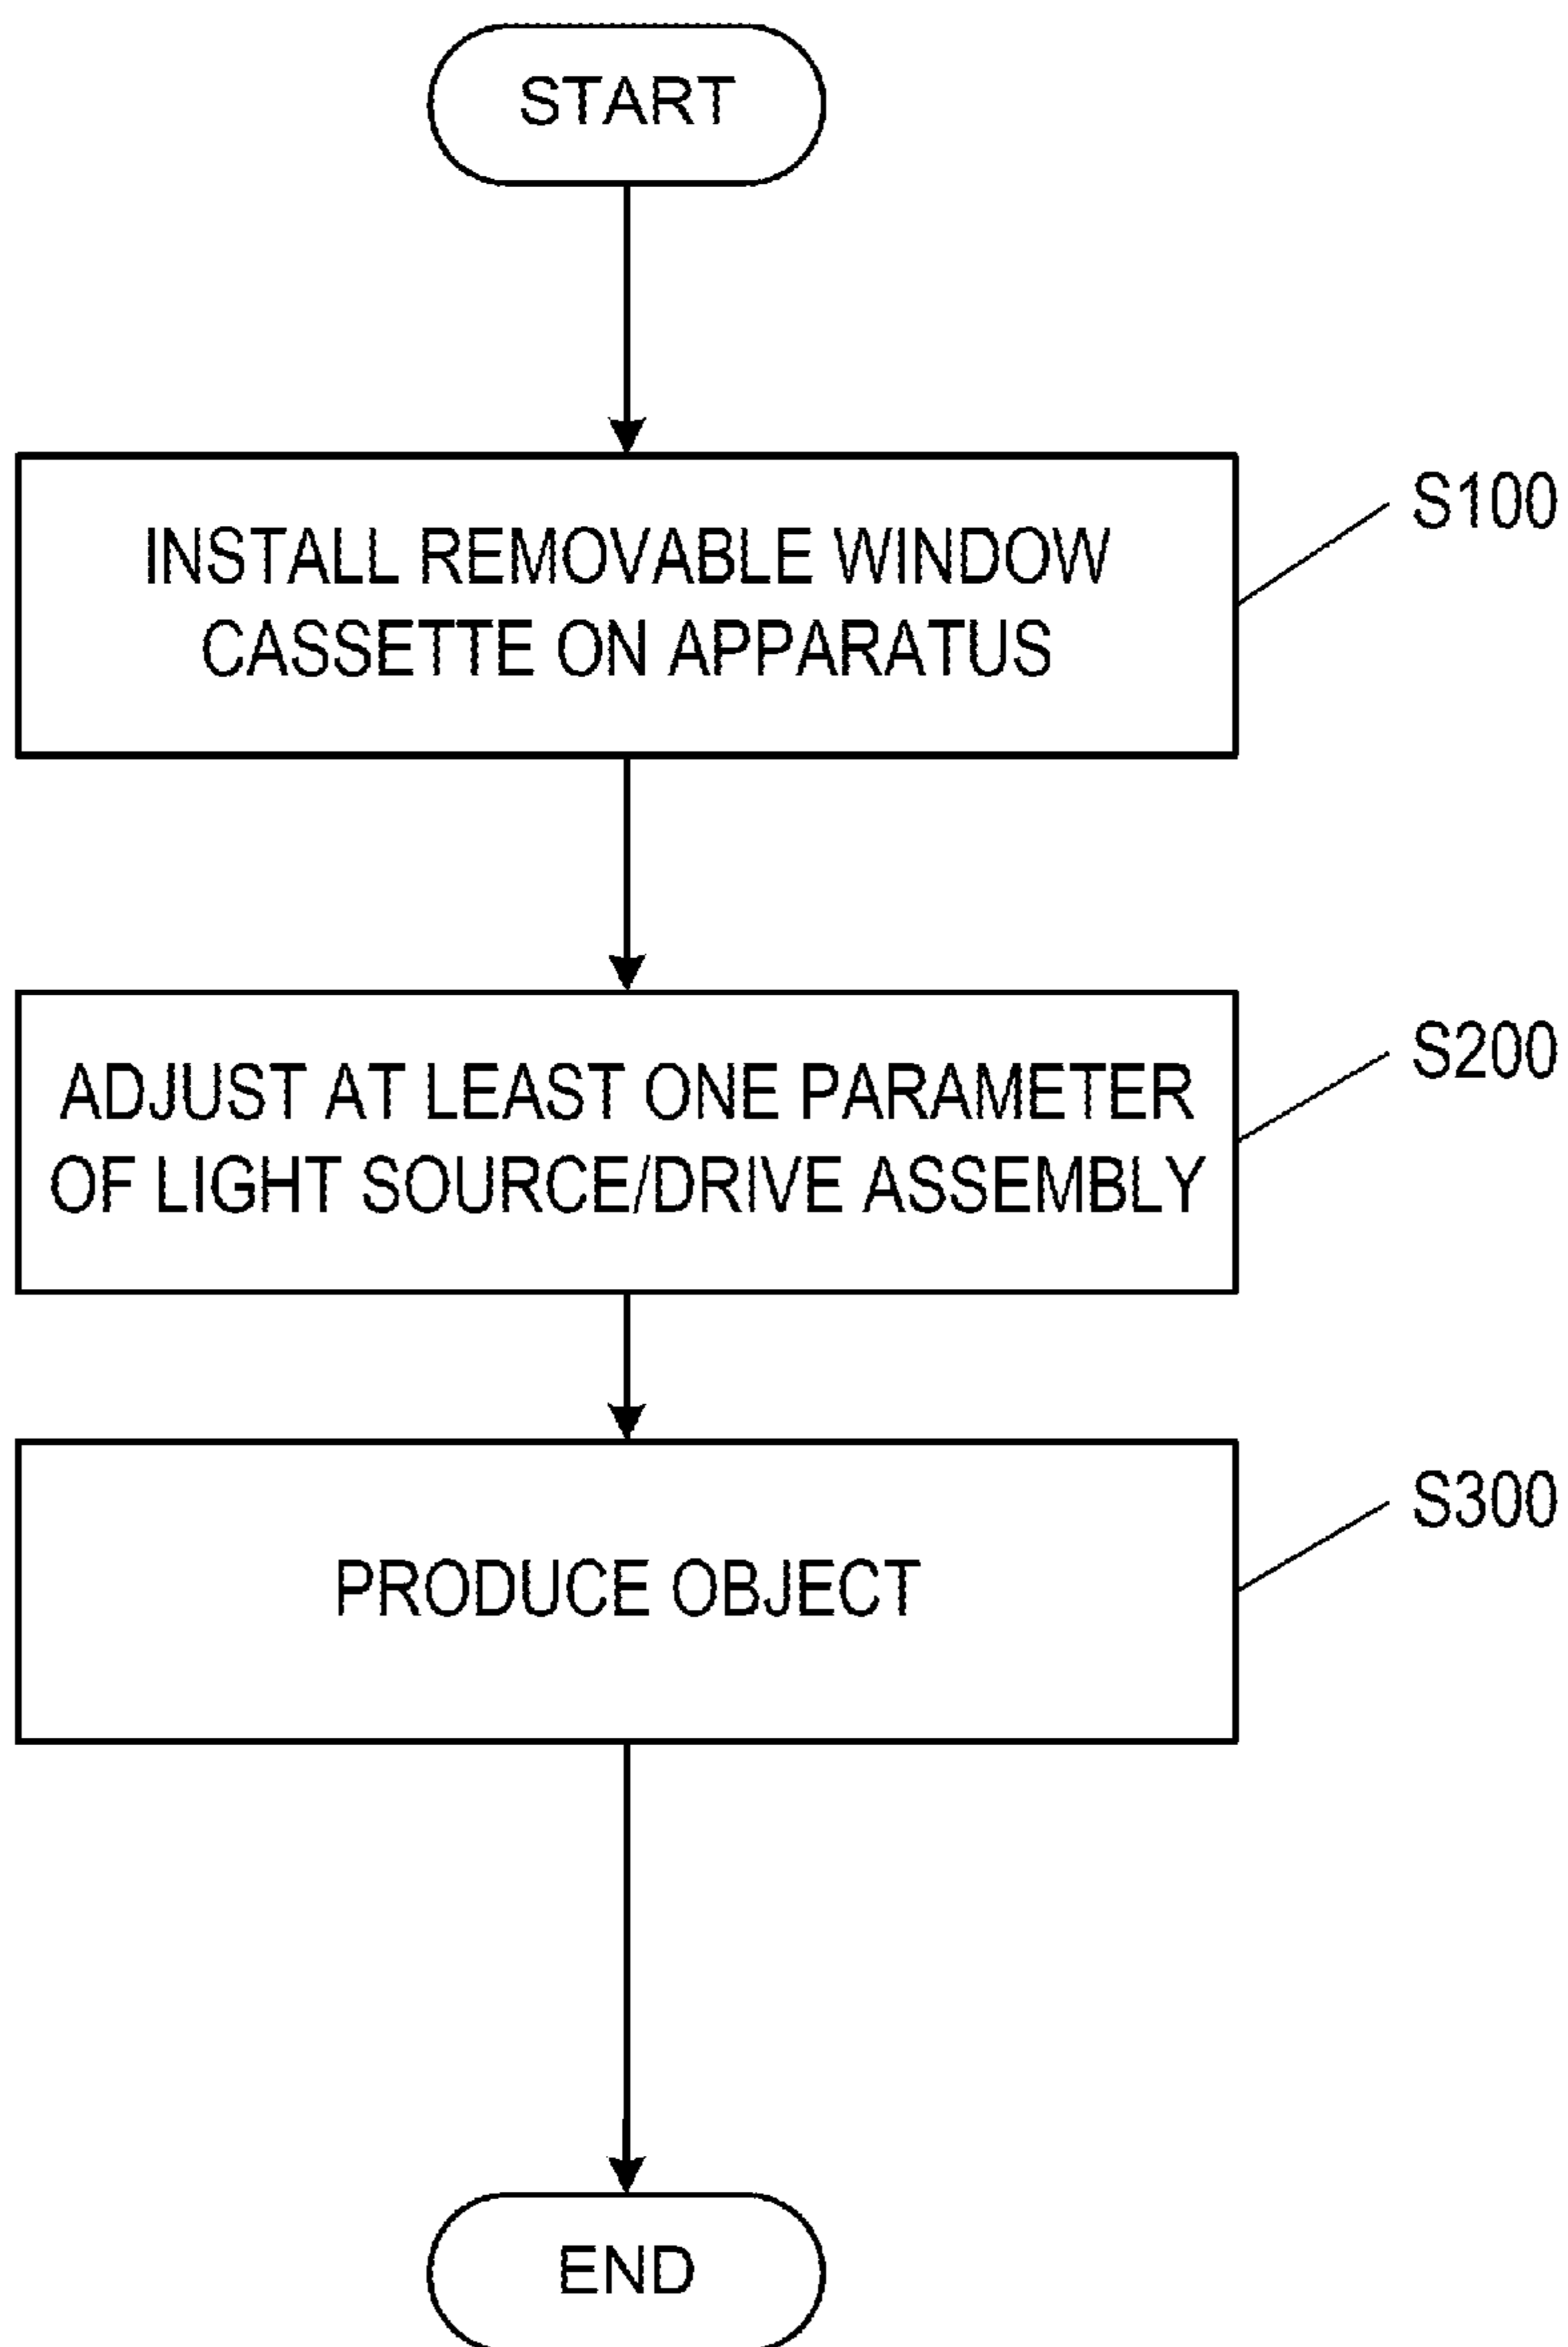 START
INSTALL REMOVABLE WINDOW
CASSETTE ON APPARATUS
S100
ADJUST AT LEAST ONE PARAMETER
OF LIGHT SOURCE/DRIVE ASSEMBLY
S200
PRODUCE OBJECT
S300
END